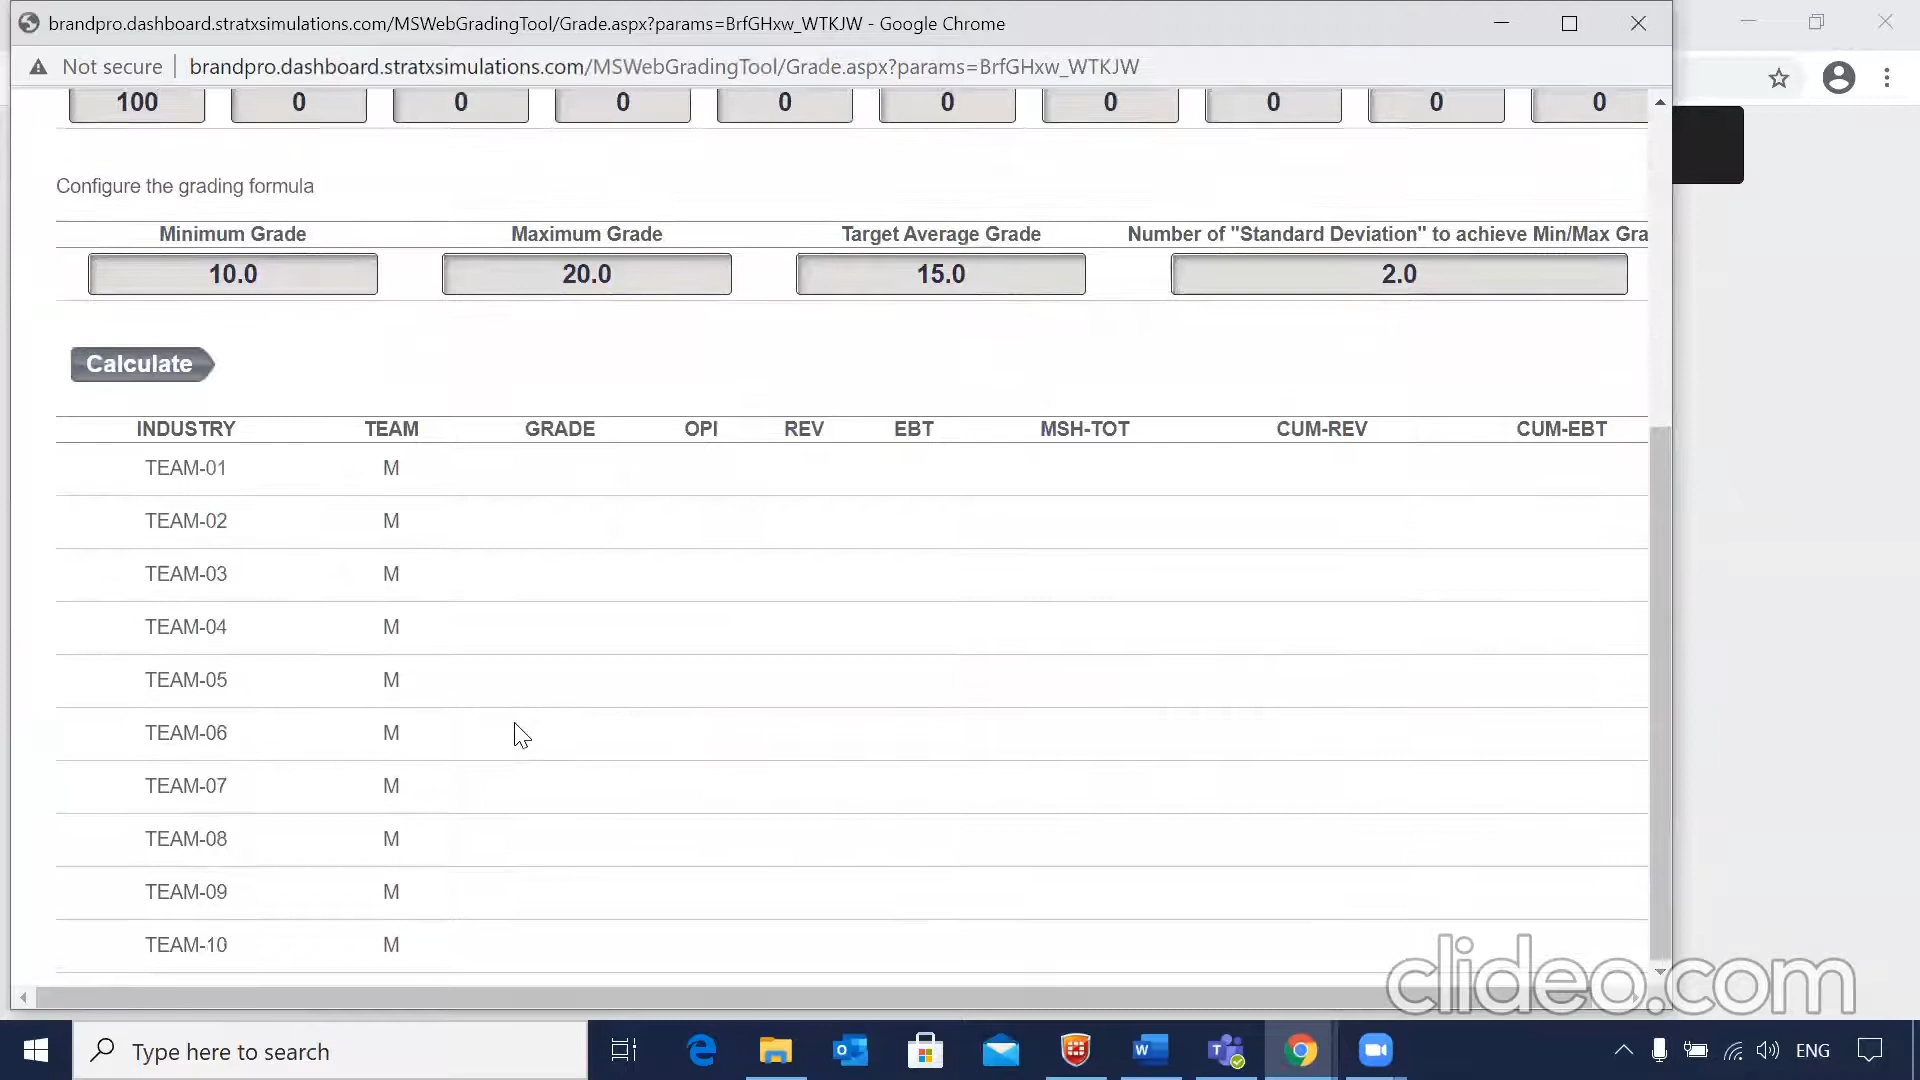 brandpro.dashboard.stratxsimulations.com/MSWebGradingTool/Grade.aspx?params=BrfGHxw_WTKJW - Google Chrome
Not secure | brandpro.dashboard.stratxsimulations.com/MSWebGradingTool/Grade.aspx?params=BrfGHxw_WTKJW
100 0 0 0 0 0 0 0 0 0
Configure the grading formula
Minimum Grade Maximum Grade Target Average Grade Number of "Standard Deviation" to achieve Min/Max Gra
10.0 20.0 15.0 2.0
Calculate
INDUSTRY TEAM GRADE OPI REV EBT MSH-TOT CUM-REV CUM-EBT
TEAM-01 M
TEAM-02 M
TEAM-03 M
TEAM-04 M
TEAM-05 M
TEAM-06 M
TEAM-07 M
TEAM-08 M
TEAM-09 M
TEAM-10 M
clideo.com
Type here to search
ENG